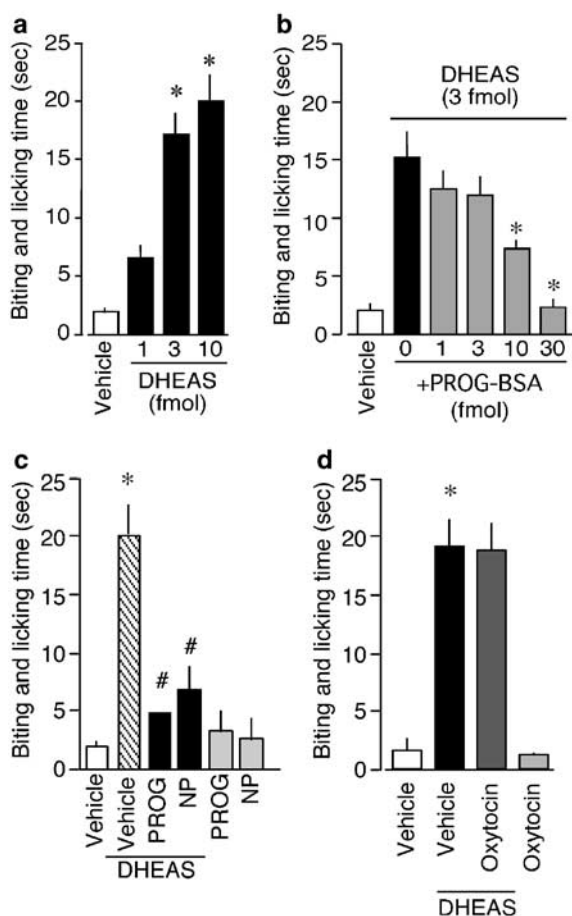 a
Biting and licking time (sec)
25
20
15
10
5
0
* *
Vehicle
1 3 10
DHEAS
(fmol)
b
Biting and licking time (sec)
25
20
15
10
5
0
DHEAS
(3 fmol)
*
*
Vehicle
0 1 3 10 30
+PROG-BSA
(fmol)
c
Biting and licking time (sec)
25
20
15
10
5
0
*
#
#
Vehicle
Vehicle
PROG
NP
PROG
NP
DHEAS
d
Biting and licking time (sec)
25
20
15
10
5
0
*
Vehicle
Vehicle
Oxytocin
Oxytocin
DHEAS